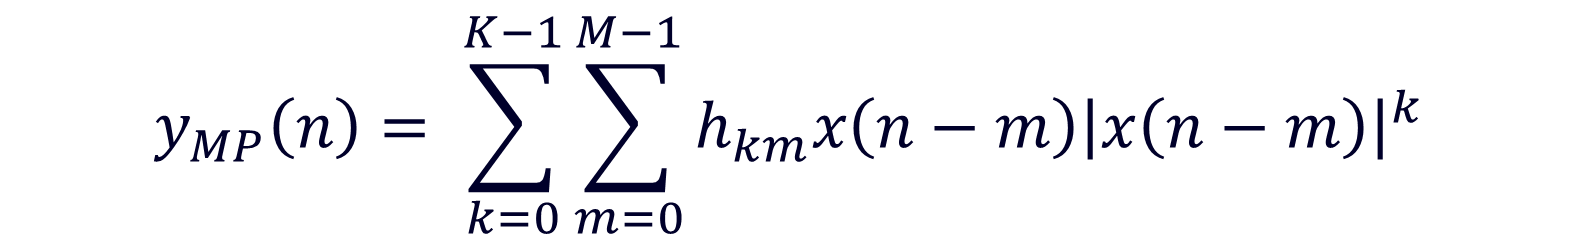 y_{MP}(n) = \sum_{k=0}^{K-1} \sum_{m=0}^{M-1} h_{km} x(n-m)|x(n-m)|^k